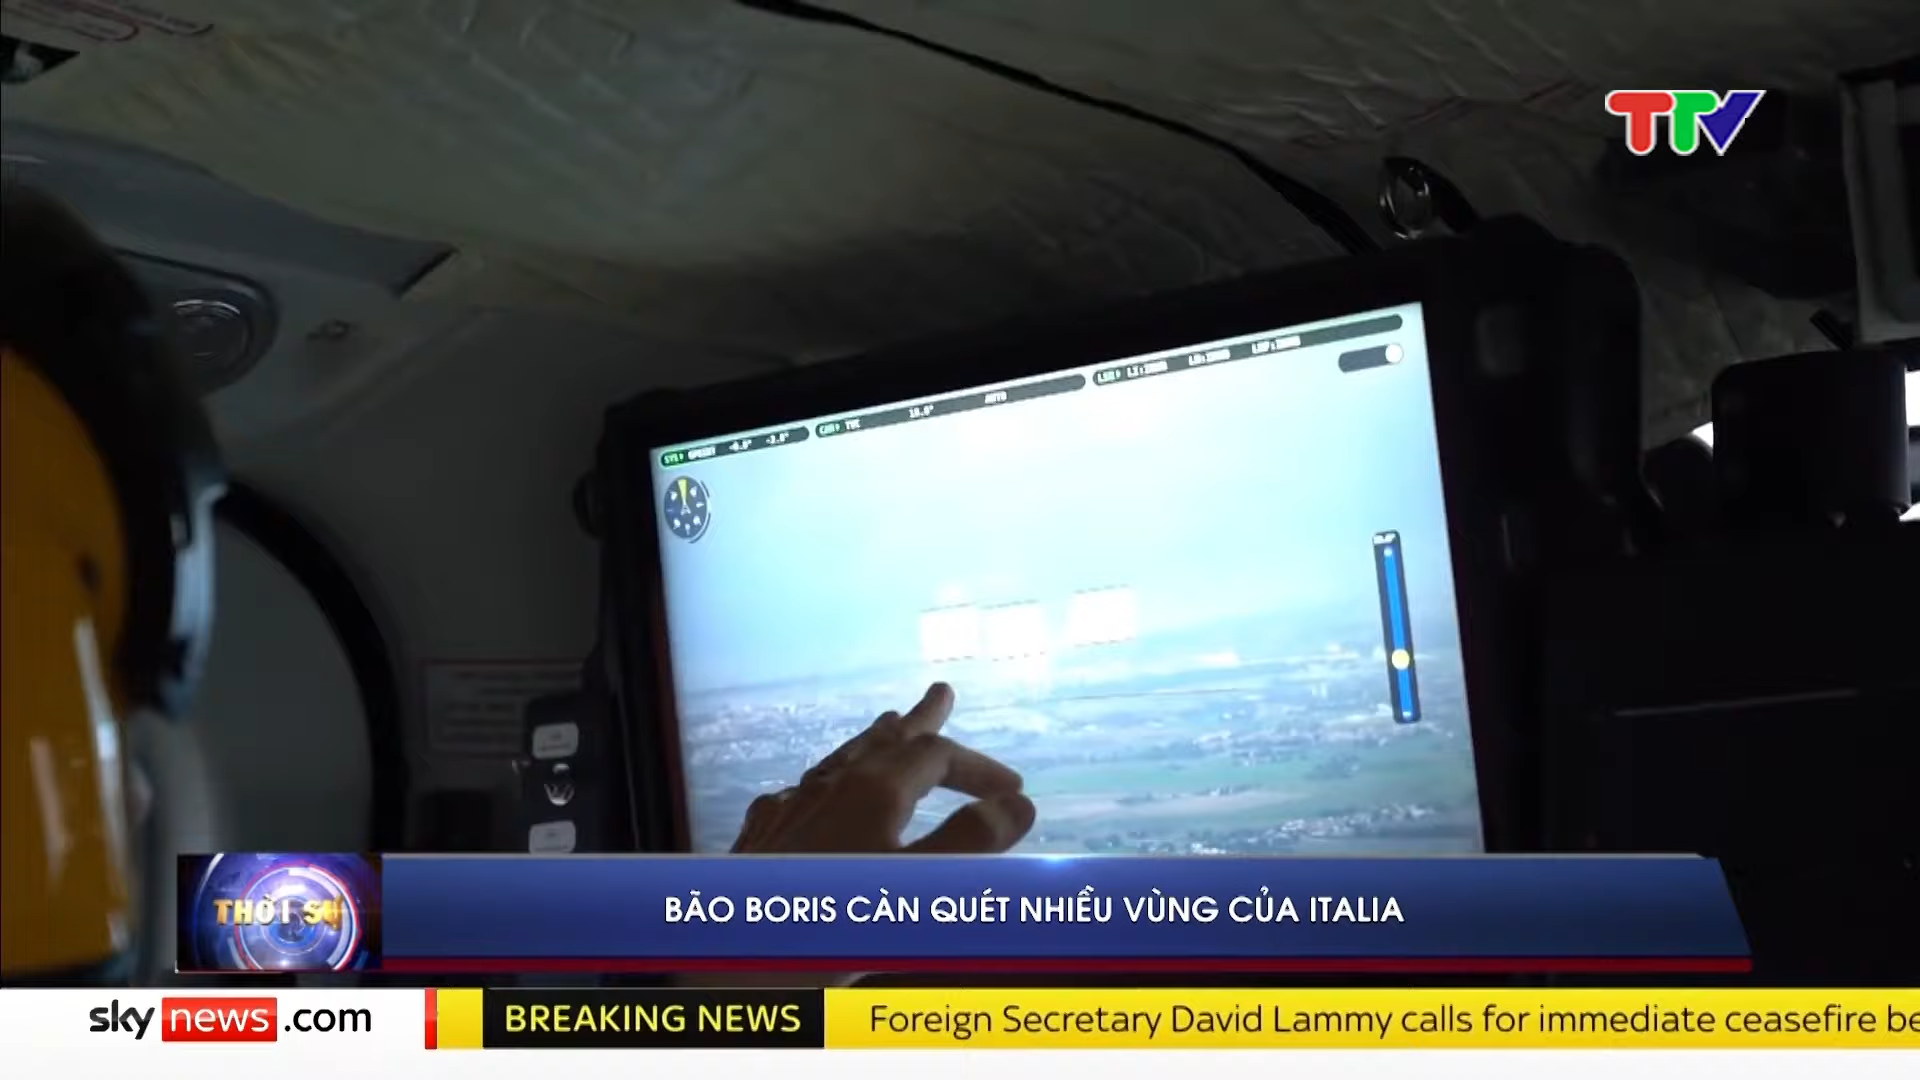 TTV
AUTO
THỜI SỰ
BÃO BORIS CÀN QUÉT NHIỀU VÙNG CỦA ITALIA
sky news .com
BREAKING NEWS
Foreign Secretary David Lammy calls for immediate ceasefire be